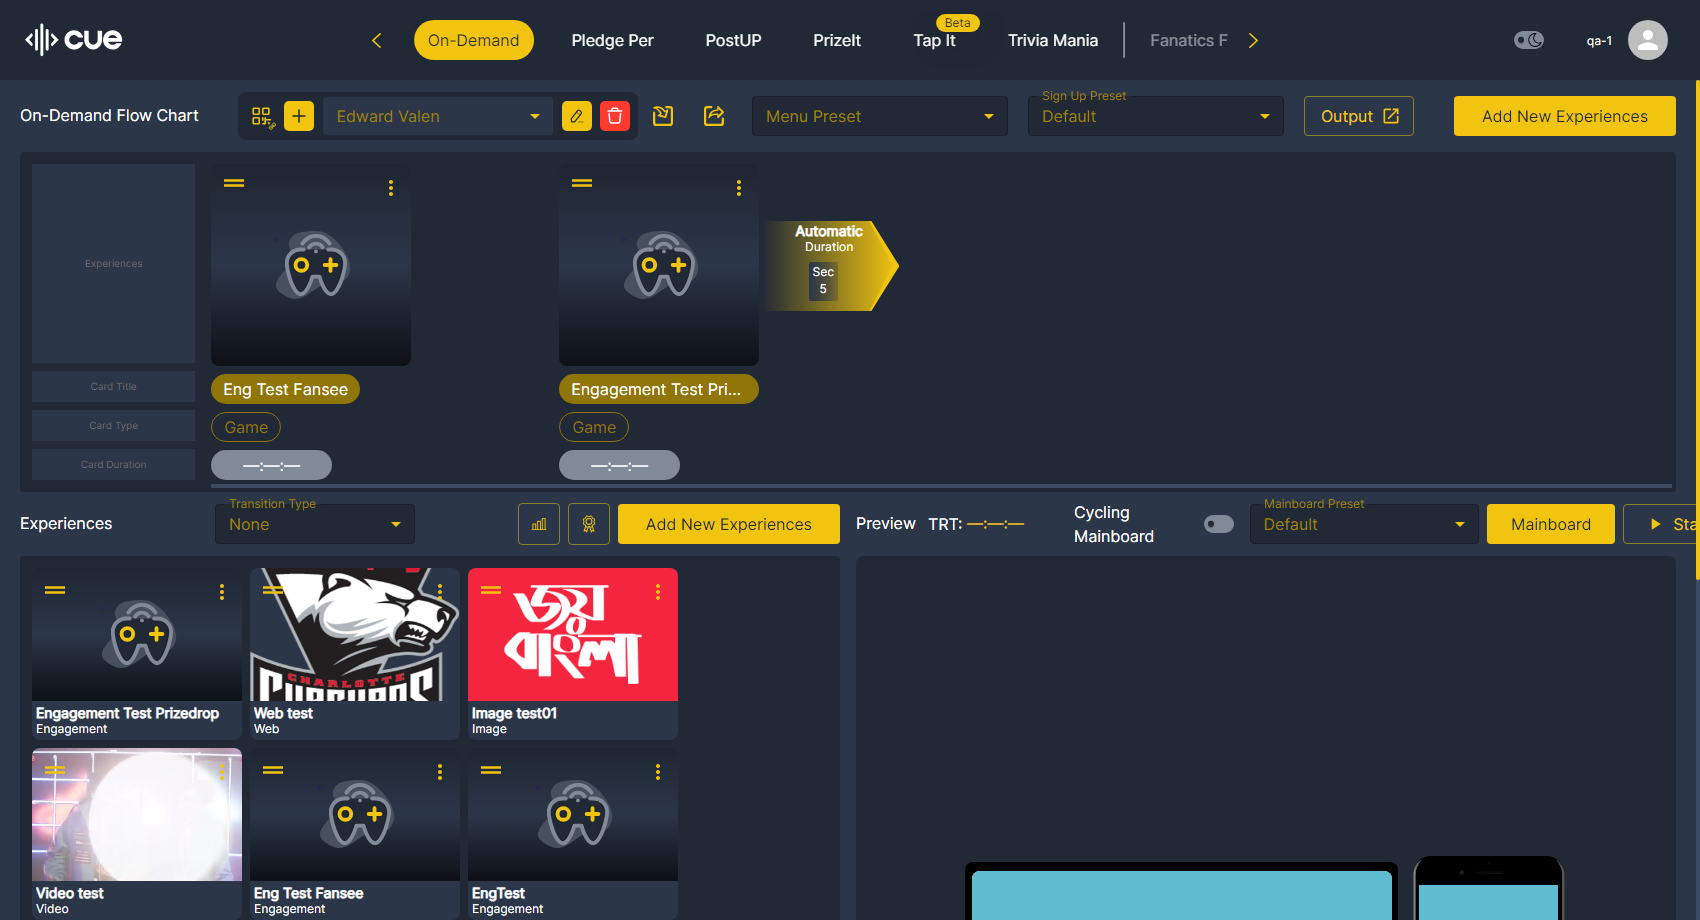 cue
On-Demand
Pledge Per
PostUP
PrizeIt
Beta
Tap It
Trivia Mania
Fanatics F
qa-1
On-Demand Flow Chart
Edward Valen
Menu Preset
Sign Up Preset
Default
Output
Add New Experiences
Experiences
Card Title
Card Type
Card Duration
Eng Test Fansee
Game
—:—:—
Engagement Test Pri...
Game
—:—:—
Automatic
Duration
Sec
5
Experiences
Transition Type
None
Add New Experiences
Preview
TRT: —:—:—
Cycling
Mainboard
Mainboard Preset
Default
Mainboard
Sta
Engagement Test Prizedrop
Engagement
CHARLOTTE
Web test
Web
জয়
বাংলা
Image test01
Image
Video test
Video
Eng Test Fansee
Engagement
EngTest
Engagement